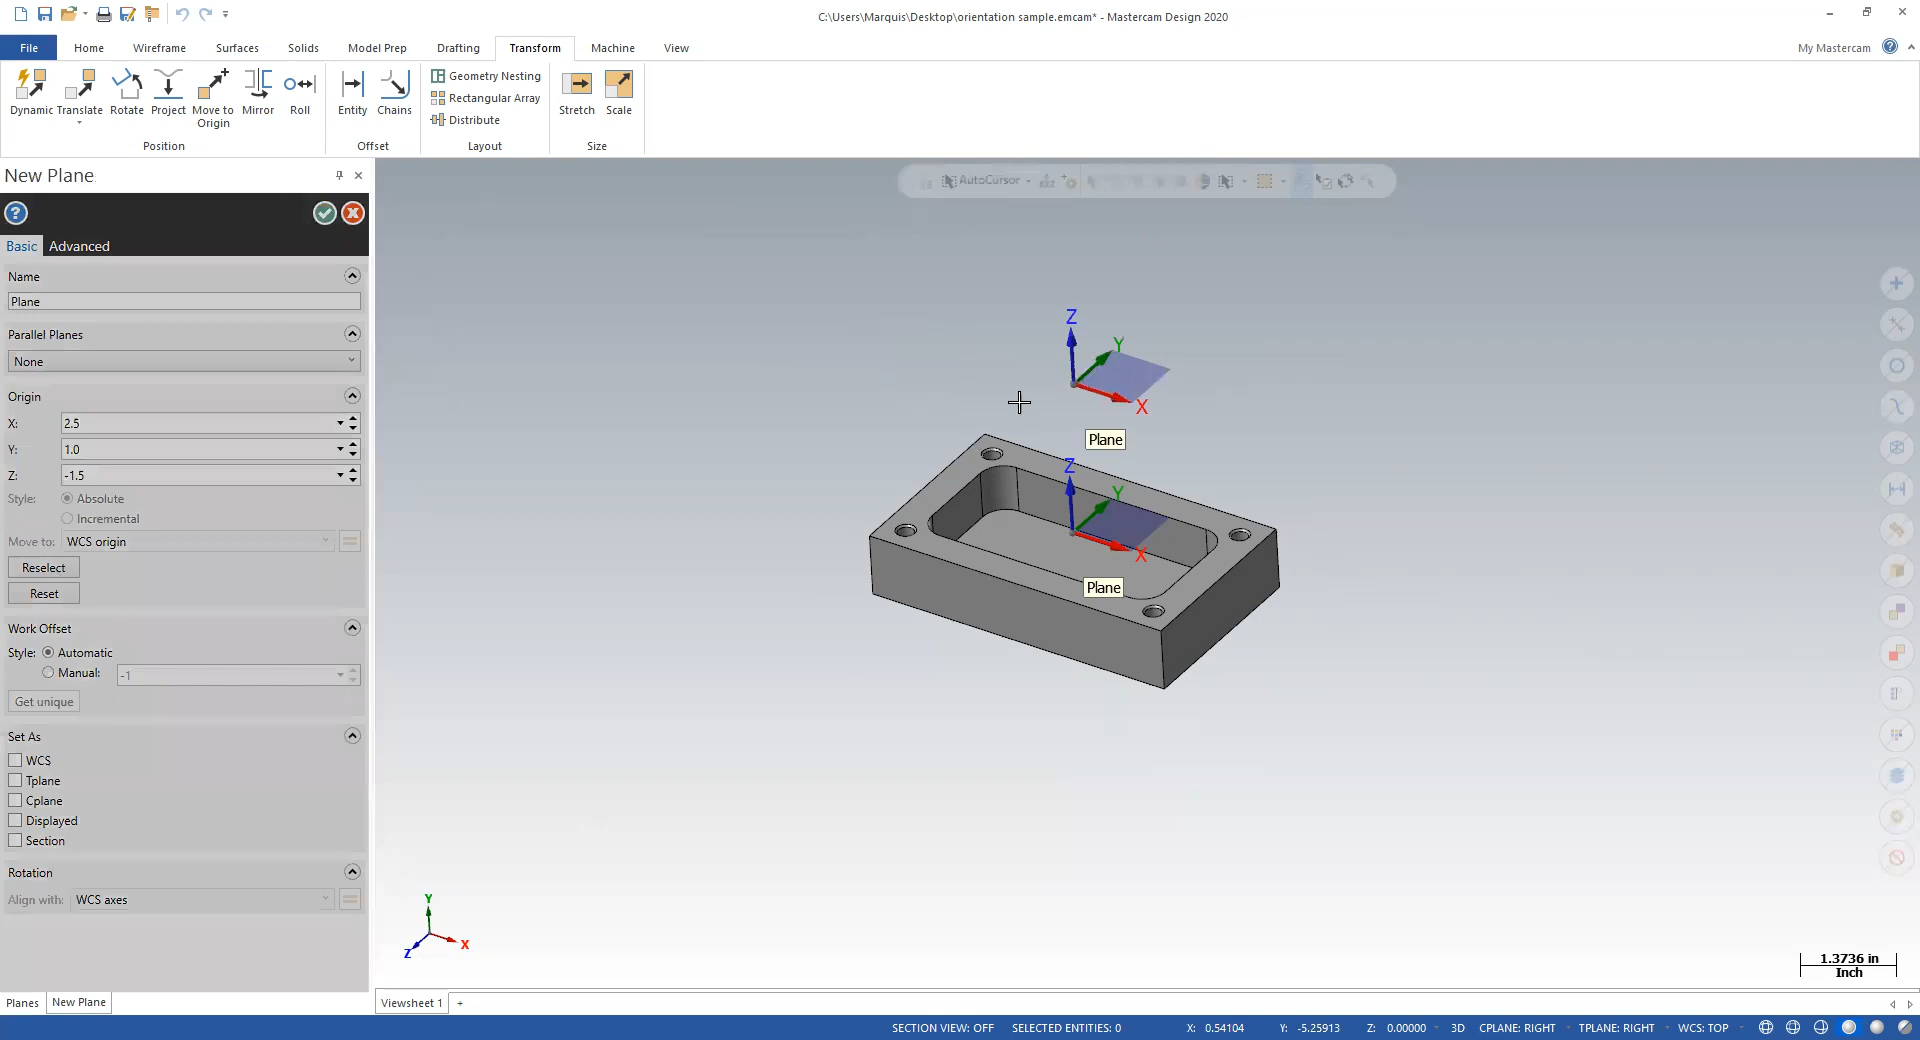 C:\Users\Marquis\Desktop\orientation sample.emcam* - Mastercam Design 2020
File Home Wireframe Surfaces Solids Model Prep Drafting Transform Machine View My Mastercam
Dynamic Translate Rotate Project Move to Origin Mirror Roll
Position
Entity Chains
Offset
Geometry Nesting
Rectangular Array
Distribute
Layout
Stretch Scale
Size
New Plane
Basic Advanced
Name
Plane
Parallel Planes
None
Origin
X: 2.5
Y: 1.0
Z: -1.5
Style: Absolute
Incremental
Move to: WCS origin
Reselect
Reset
Work Offset
Style: Automatic
Manual: -1
Get unique
Set As
WCS
Tplane
Cplane
Displayed
Section
Rotation
Align with: WCS axes
Planes New Plane
AutoCursor
Z
Y
X
Plane
Z
Y
X
Plane
Y
X
Z
1.3736 in
Inch
Viewsheet 1 +
SECTION VIEW: OFF SELECTED ENTITIES: 0 X: 0.54104 Y: -5.25913 Z: 0.00000 3D CPLANE: RIGHT TPLANE: RIGHT WCS: TOP